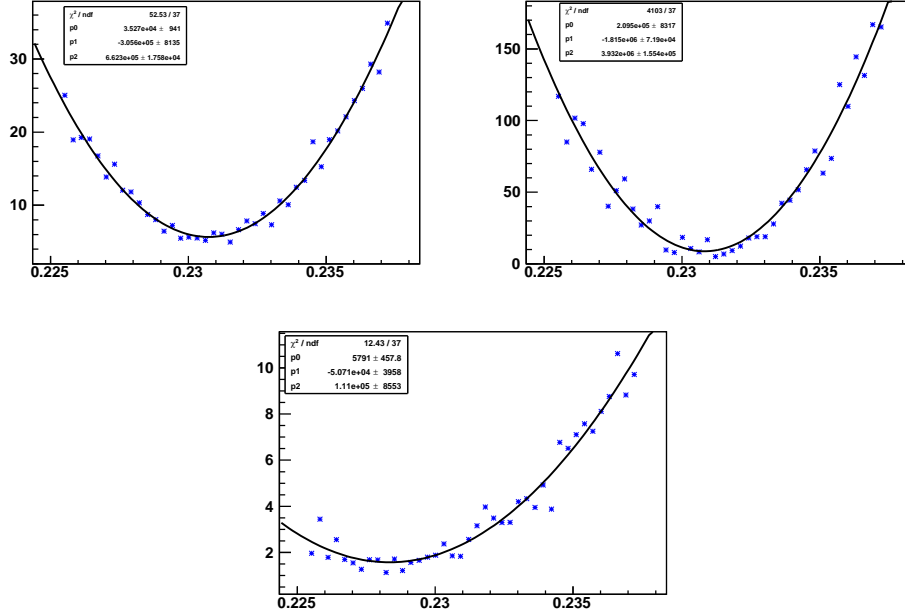 χ² / ndf 52.53 / 37
p0 3.527e+04 ± 941
p1 -3.056e+05 ± 8135
p2 6.623e+05 ± 1.758e+04
30
20
10
0.225 0.23 0.235
χ² / ndf 4103 / 37
p0 2.095e+05 ± 8317
p1 -1.815e+06 ± 7.19e+04
p2 3.932e+06 ± 1.554e+05
150
100
50
0
0.225 0.23 0.235
χ² / ndf 12.43 / 37
p0 5791 ± 457.8
p1 -5.071e+04 ± 3958
p2 1.11e+05 ± 8553
10
8
6
4
2
0.225 0.23 0.235